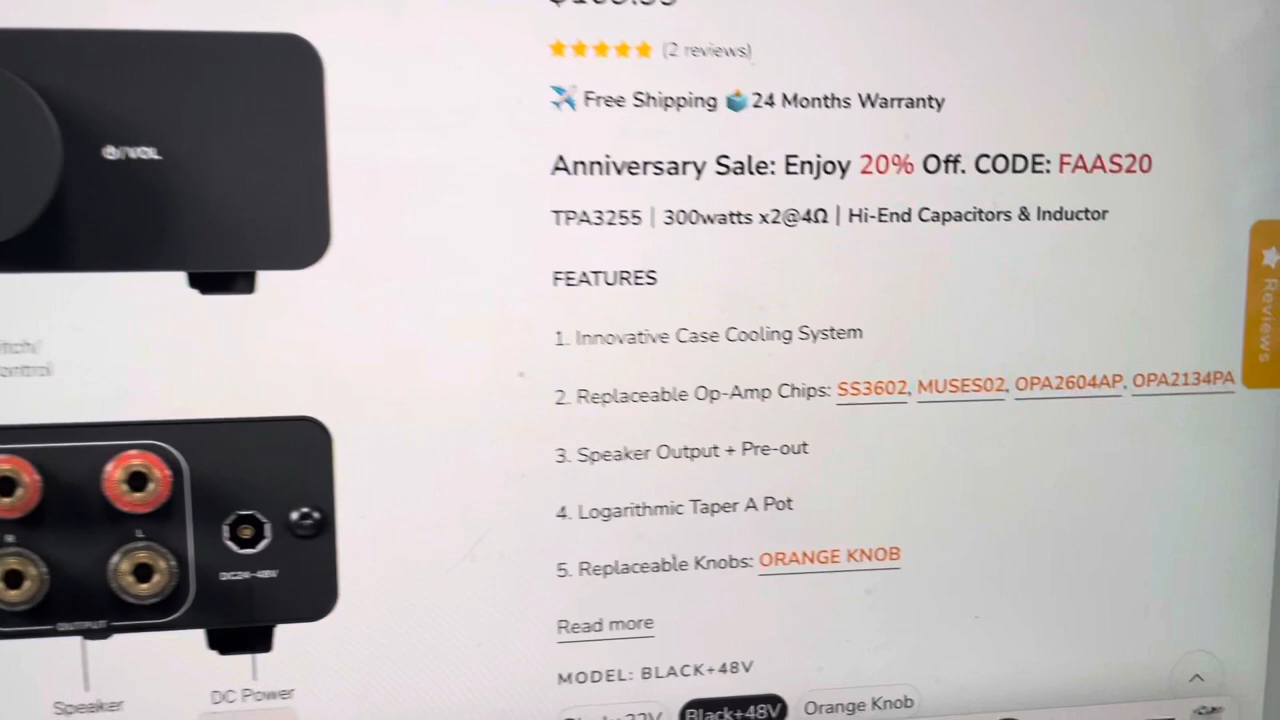 (2 reviews)
Free Shipping 24 Months Warranty
Anniversary Sale: Enjoy 20% Off. CODE: FAAS20
TPA3255 | 300watts x2@4Ω | Hi-End Capacitors & Inductor
FEATURES
1. Innovative Case Cooling System
2. Replaceable Op-Amp Chips: SS3602, MUSES02, OPA2604AP, OPA2134PA
3. Speaker Output + Pre-out
4. Logarithmic Taper A Pot
5. Replaceable Knobs: ORANGE KNOB
Read more
MODEL: BLACK+48V
Black+48V
Orange Knob
Reviews
/VOL
R
L
DC24-48V
OUTPUT
Speaker
DC Power